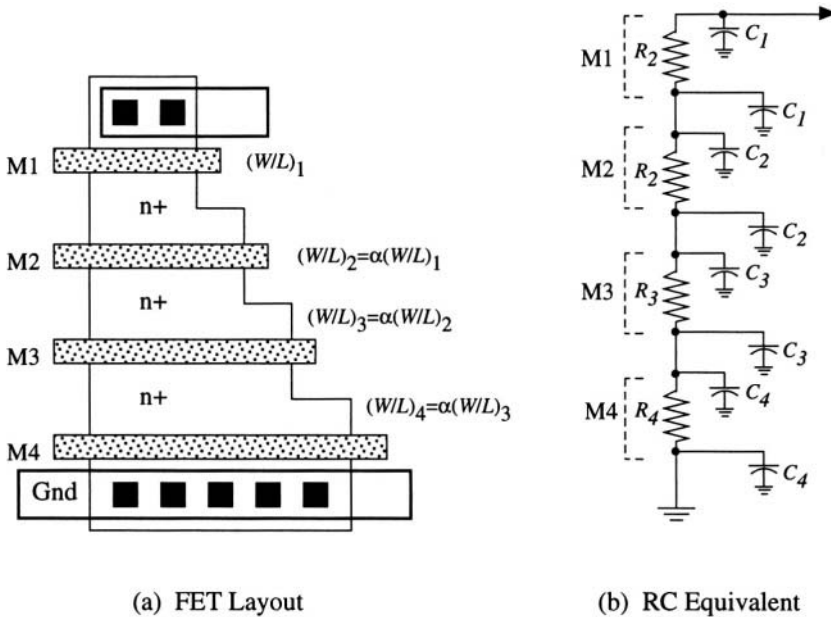 M1
(W/L)1
n+
M2
(W/L)2=α(W/L)1
n+
(W/L)3=α(W/L)2
M3
n+
(W/L)4=α(W/L)3
M4
Gnd
(a) FET Layout
C1
M1
R2
C1
C2
M2
R2
C2
C3
M3
R3
C3
C4
M4
R4
C4
(b) RC Equivalent